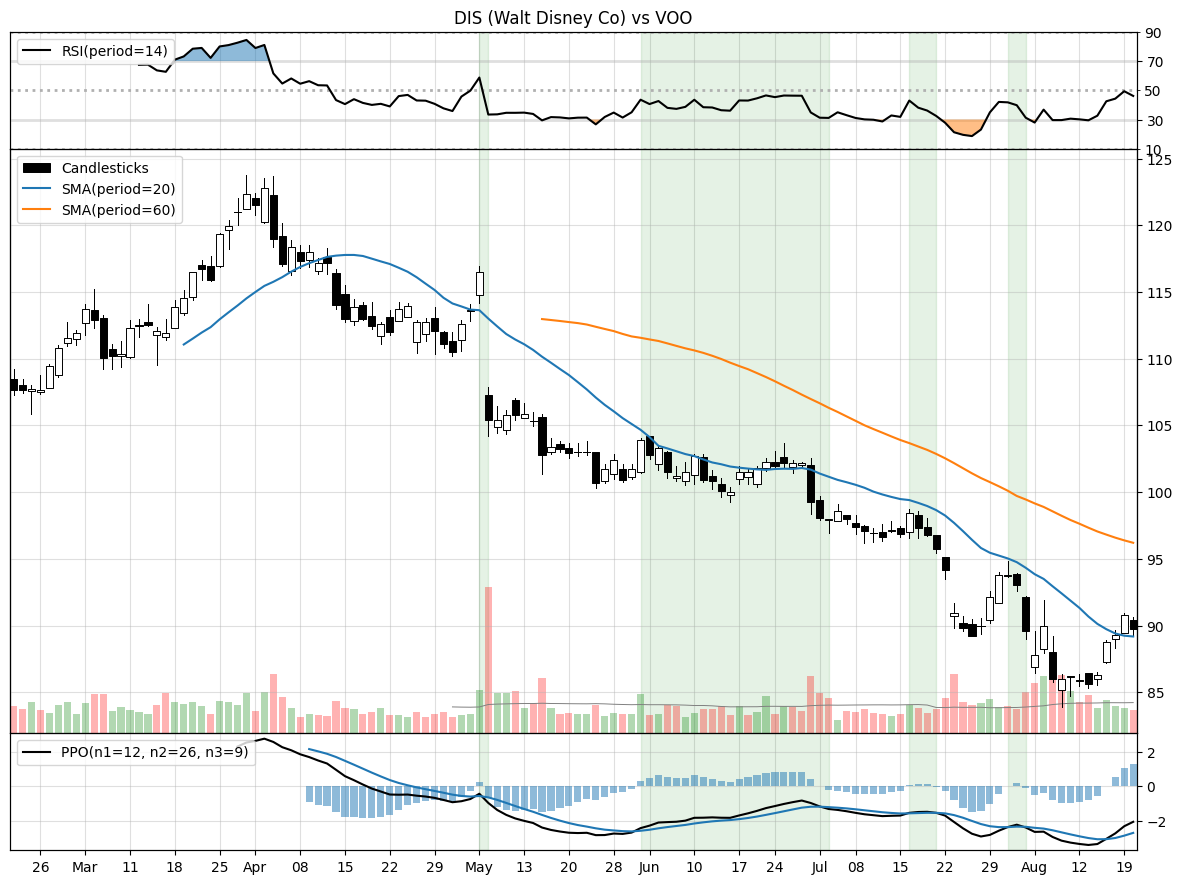 DIS (Walt Disney Co) vs VOO
RSI(period=14)
90
70
50
30
10
Candlesticks
SMA(period=20)
SMA(period=60)
125
120
115
110
105
100
95
90
85
PPO(n1=12, n2=26, n3=9)
2
0
−2
26 Mar 11 18 25 Apr 08 15 22 29 May 13 20 28 Jun 10 17 24 Jul 08 15 22 29 Aug 12 19